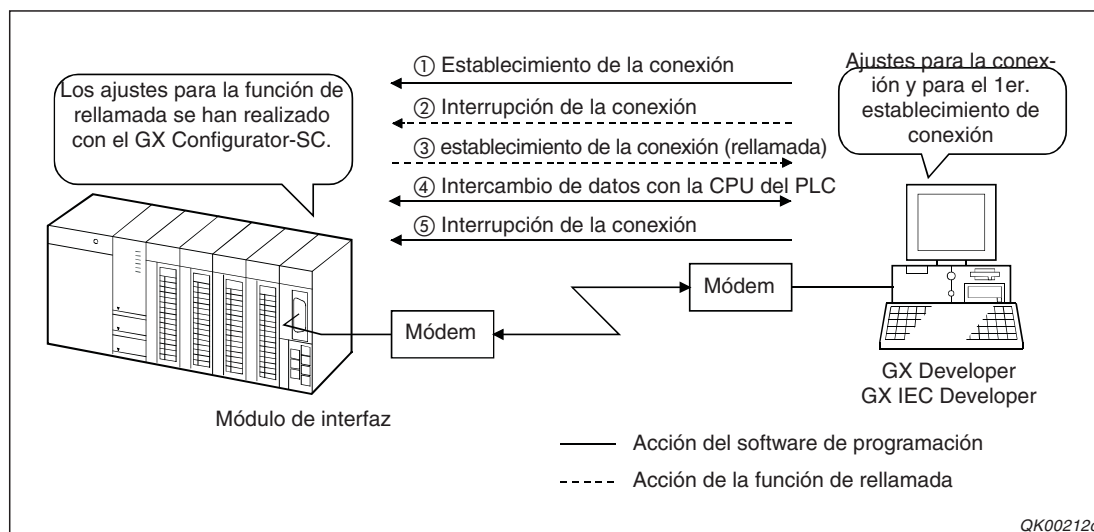 Los ajustes para la función de
rellamada se han realizado
con el GX Configurator-SC.
① Establecimiento de la conexión
② Interrupción de la conexión
③ establecimiento de la conexión (rellamada)
④ Intercambio de datos con la CPU del PLC
⑤ Interrupción de la conexión
Ajustes para la conex-
ión y para el 1er.
establecimiento de
conexión
Módem
Módem
Módulo de interfaz
GX Developer
GX IEC Developer
Acción del software de programación
Acción de la función de rellamada